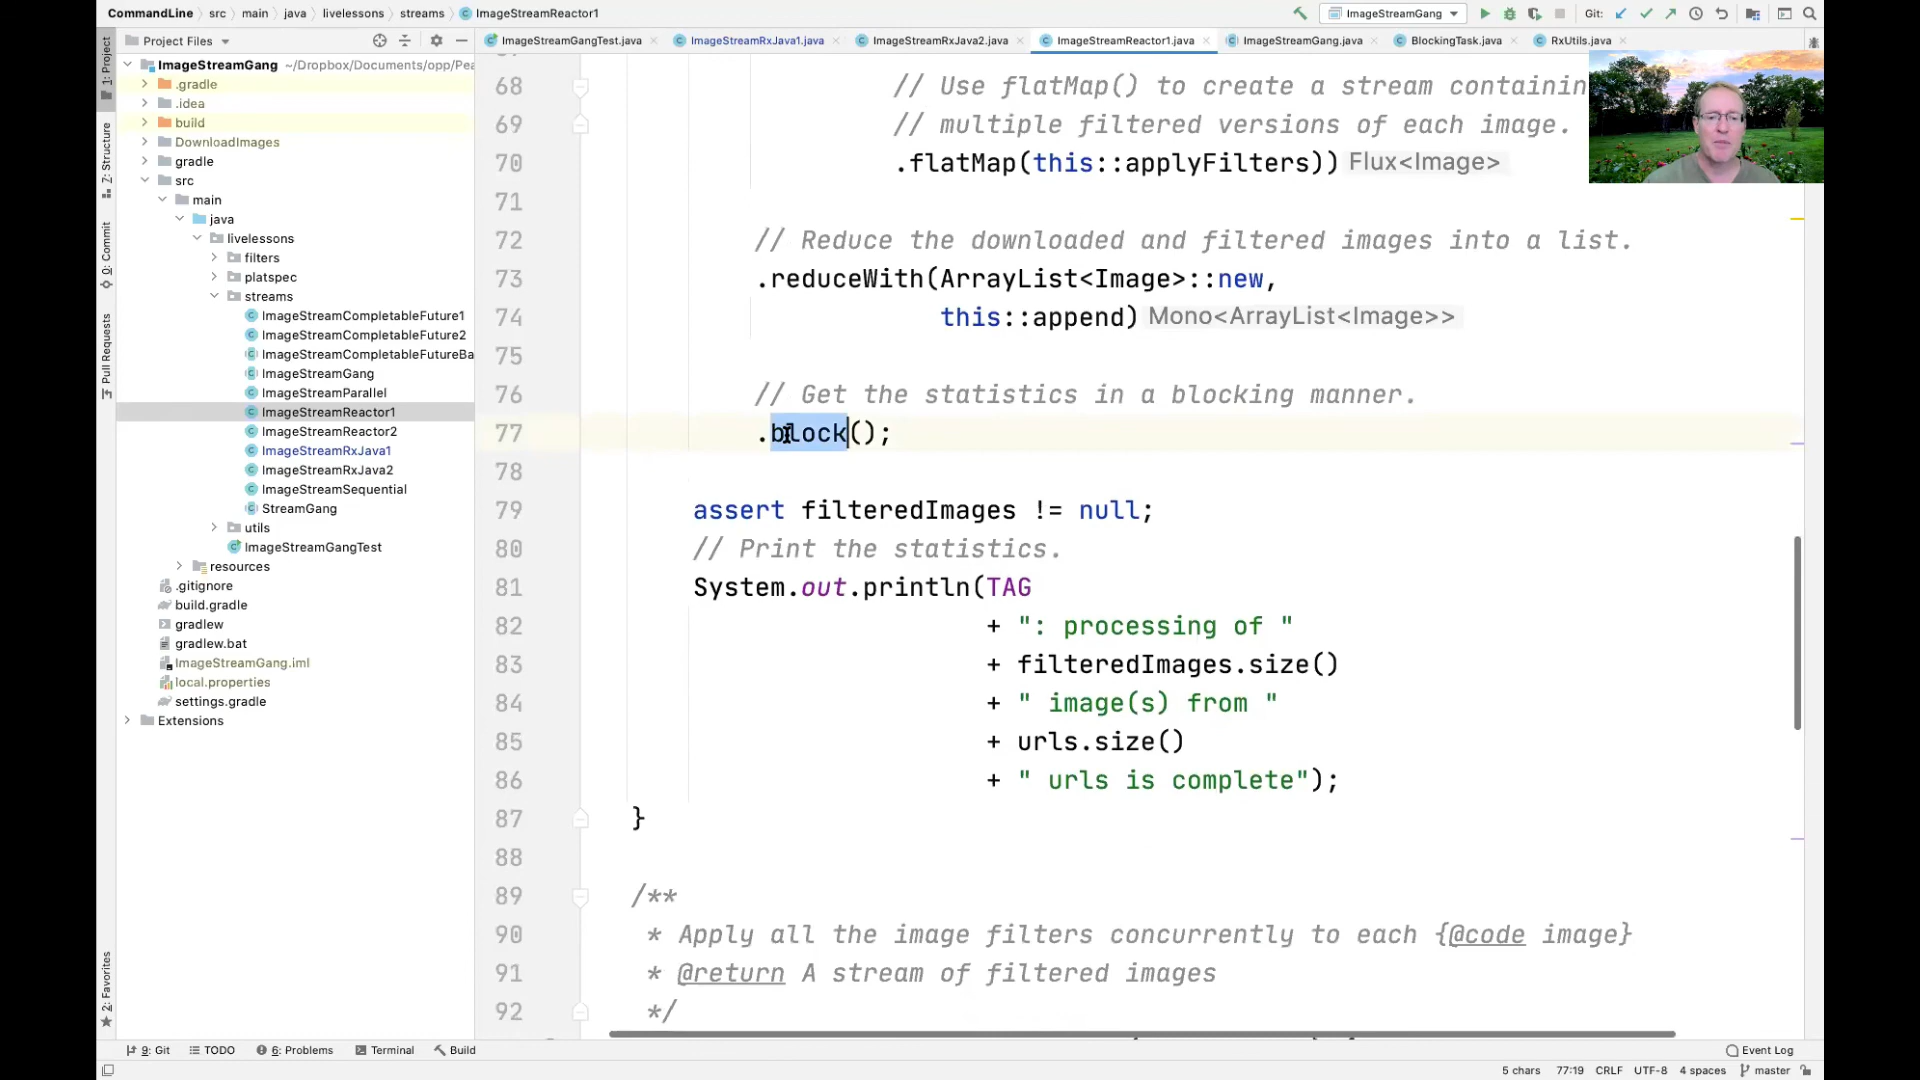 CommandLine src main java livelessons streams ImageStreamReactor1
ImageStreamGang
Git:
Project Files
ImageStreamGangTest.java
ImageStreamRxJava1.java
ImageStreamRxJava2.java
ImageStreamReactor1.java
ImageStreamGang.java
BlockingTask.java
RxUtils.java
1: Project
7: Structure
0: Commit
Pull Requests
2: Favorites
ImageStreamGang ~/Dropbox/Documents/opp/Pea
.gradle
.idea
build
DownloadImages
gradle
src
main
java
livelessons
filters
platspec
streams
ImageStreamCompletableFuture1
ImageStreamCompletableFuture2
ImageStreamCompletableFutureBa
ImageStreamGang
ImageStreamParallel
ImageStreamReactor1
ImageStreamReactor2
ImageStreamRxJava1
ImageStreamRxJava2
ImageStreamSequential
StreamGang
utils
ImageStreamGangTest
resources
.gitignore
build.gradle
gradlew
gradlew.bat
ImageStreamGang.iml
local.properties
settings.gradle
Extensions
68 // Use flatMap() to create a stream containin
69 // multiple filtered versions of each image.
70 .flatMap(this::applyFilters)) Flux<Image>
71
72 // Reduce the downloaded and filtered images into a list.
73 .reduceWith(ArrayList<Image>::new,
74 this::append) Mono<ArrayList<Image>>
75
76 // Get the statistics in a blocking manner.
77 .block();
78
79 assert filteredImages != null;
80 // Print the statistics.
81 System.out.println(TAG
82 + ": processing of "
83 + filteredImages.size()
84 + " image(s) from "
85 + urls.size()
86 + " urls is complete");
87 }
88
89 /**
90 * Apply all the image filters concurrently to each {@code image}
91 * @return A stream of filtered images
92 */
9: Git TODO 6: Problems Terminal Build Event Log
5 chars 77:19 CRLF UTF-8 4 spaces master